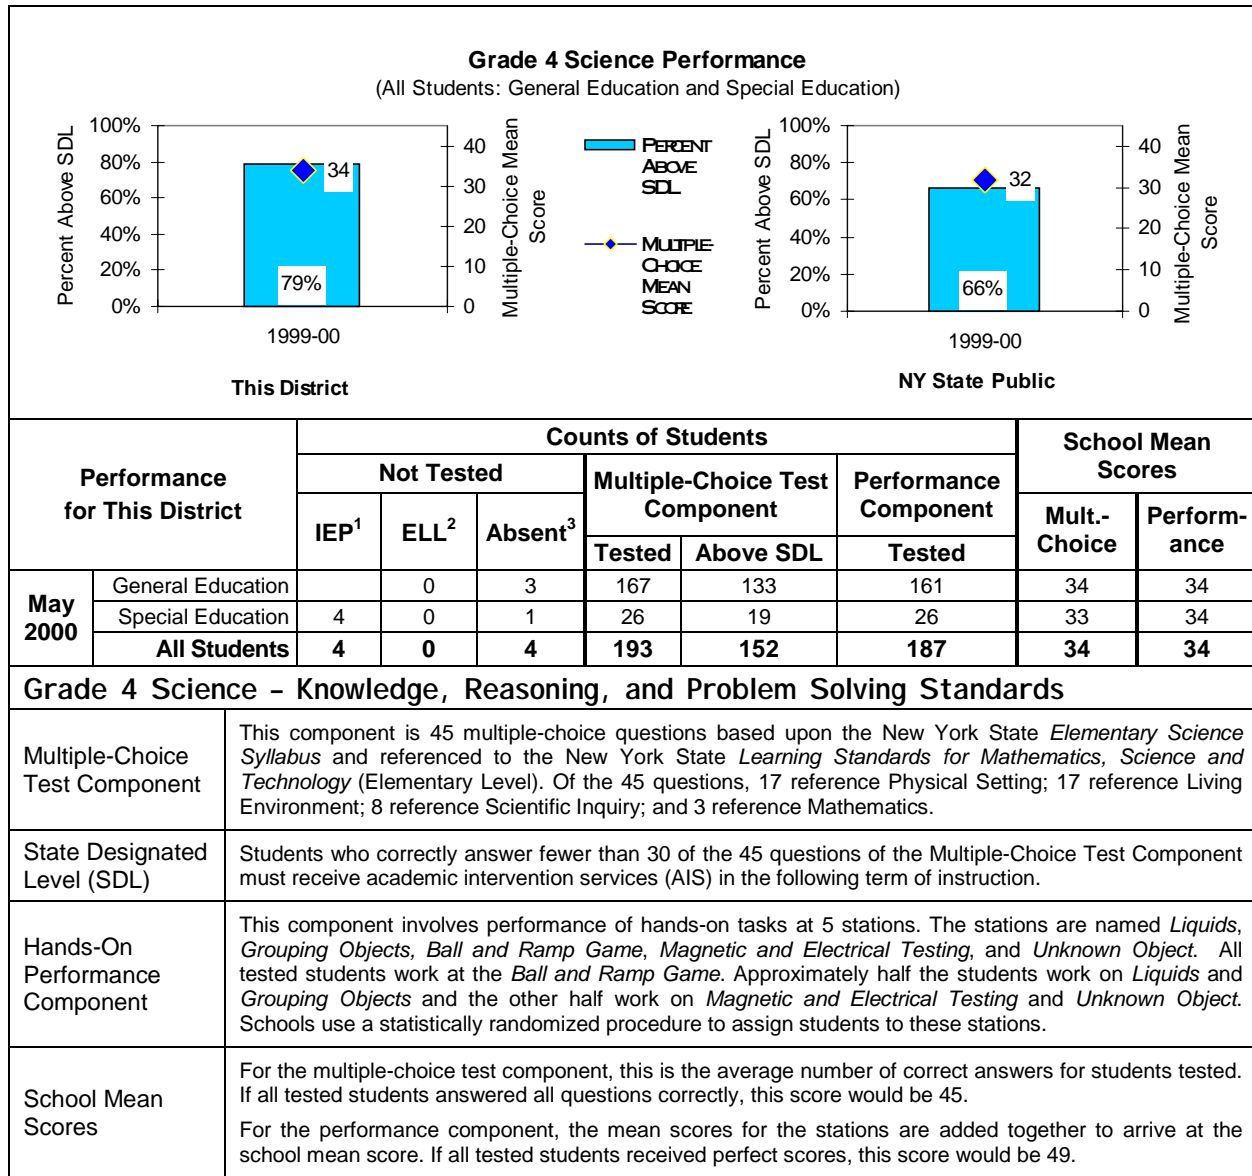 Grade 4 Science Performance
(All Students: General Education and Special Education)
Percent Above SDL
100%
80%
60%
40%
20%
0%
34
79%
40
30
20
10
0
Multiple-Choice Mean
Score
1999-00
This District
PERCENT
ABOVE
SDL
MULTIPLE-
CHOICE
MEAN
SCORE
Percent Above SDL
100%
80%
60%
40%
20%
0%
32
66%
40
30
20
10
0
Multiple-Choice Mean
Score
1999-00
NY State Public
Performance
for This District
Counts of Students
School Mean
Scores
Not Tested
Multiple-Choice Test
Component
Performance
Component
IEP1 ELL2 Absent3
Tested Above SDL Tested
Mult.-
Choice
Perform-
ance
May
2000
General Education 0 3 167 133 161 34 34
Special Education 4 0 1 26 19 26 33 34
All Students 4 0 4 193 152 187 34 34
Grade 4 Science – Knowledge, Reasoning, and Problem Solving Standards
Multiple-Choice
Test Component
This component is 45 multiple-choice questions based upon the New York State Elementary Science
Syllabus and referenced to the New York State Learning Standards for Mathematics, Science and
Technology (Elementary Level). Of the 45 questions, 17 reference Physical Setting; 17 reference Living
Environment; 8 reference Scientific Inquiry; and 3 reference Mathematics.
State Designated
Level (SDL)
Students who correctly answer fewer than 30 of the 45 questions of the Multiple-Choice Test Component
must receive academic intervention services (AIS) in the following term of instruction.
Hands-On
Performance
Component
This component involves performance of hands-on tasks at 5 stations. The stations are named Liquids,
Grouping Objects, Ball and Ramp Game, Magnetic and Electrical Testing, and Unknown Object. All
tested students work at the Ball and Ramp Game. Approximately half the students work on Liquids and
Grouping Objects and the other half work on Magnetic and Electrical Testing and Unknown Object.
Schools use a statistically randomized procedure to assign students to these stations.
School Mean
Scores
For the multiple-choice test component, this is the average number of correct answers for students tested.
If all tested students answered all questions correctly, this score would be 45.
For the performance component, the mean scores for the stations are added together to arrive at the
school mean score. If all tested students received perfect scores, this score would be 49.